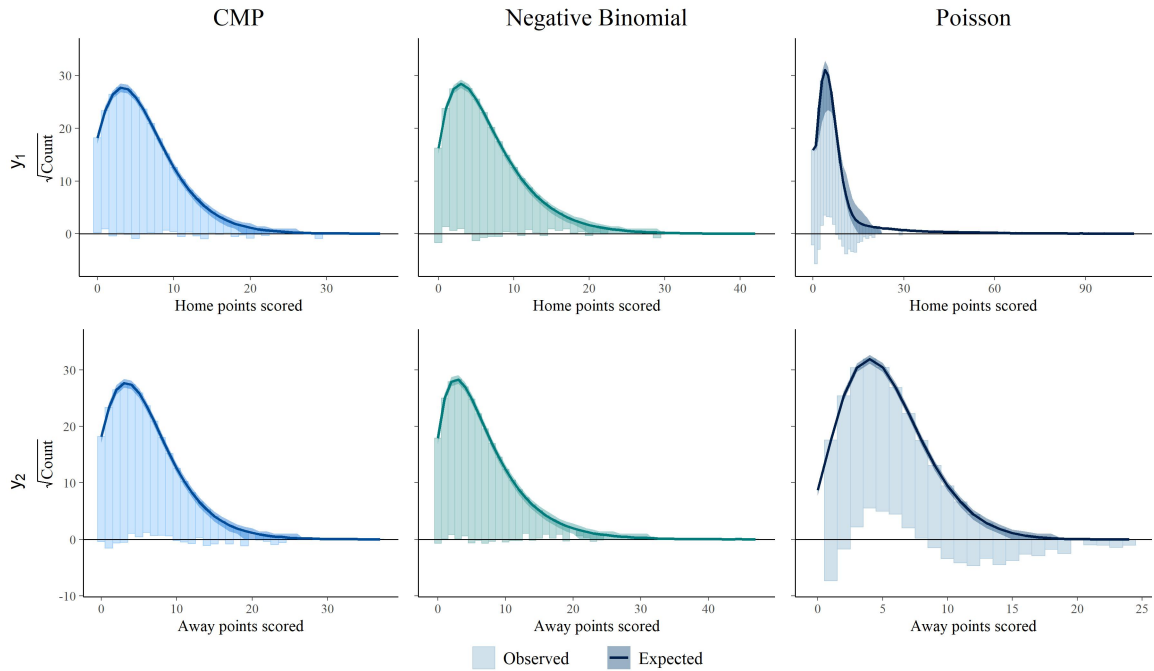 CMP Negative Binomial Poisson
y1
√Count
30
20
10
0
0 10 20 30
0 10 20 30 40
0 30 60 90
Home points scored Home points scored Home points scored
y2
√Count
30
20
10
0
-10
0 10 20 30
0 10 20 30 40
0 5 10 15 20 25
Away points scored Away points scored Away points scored
Observed Expected